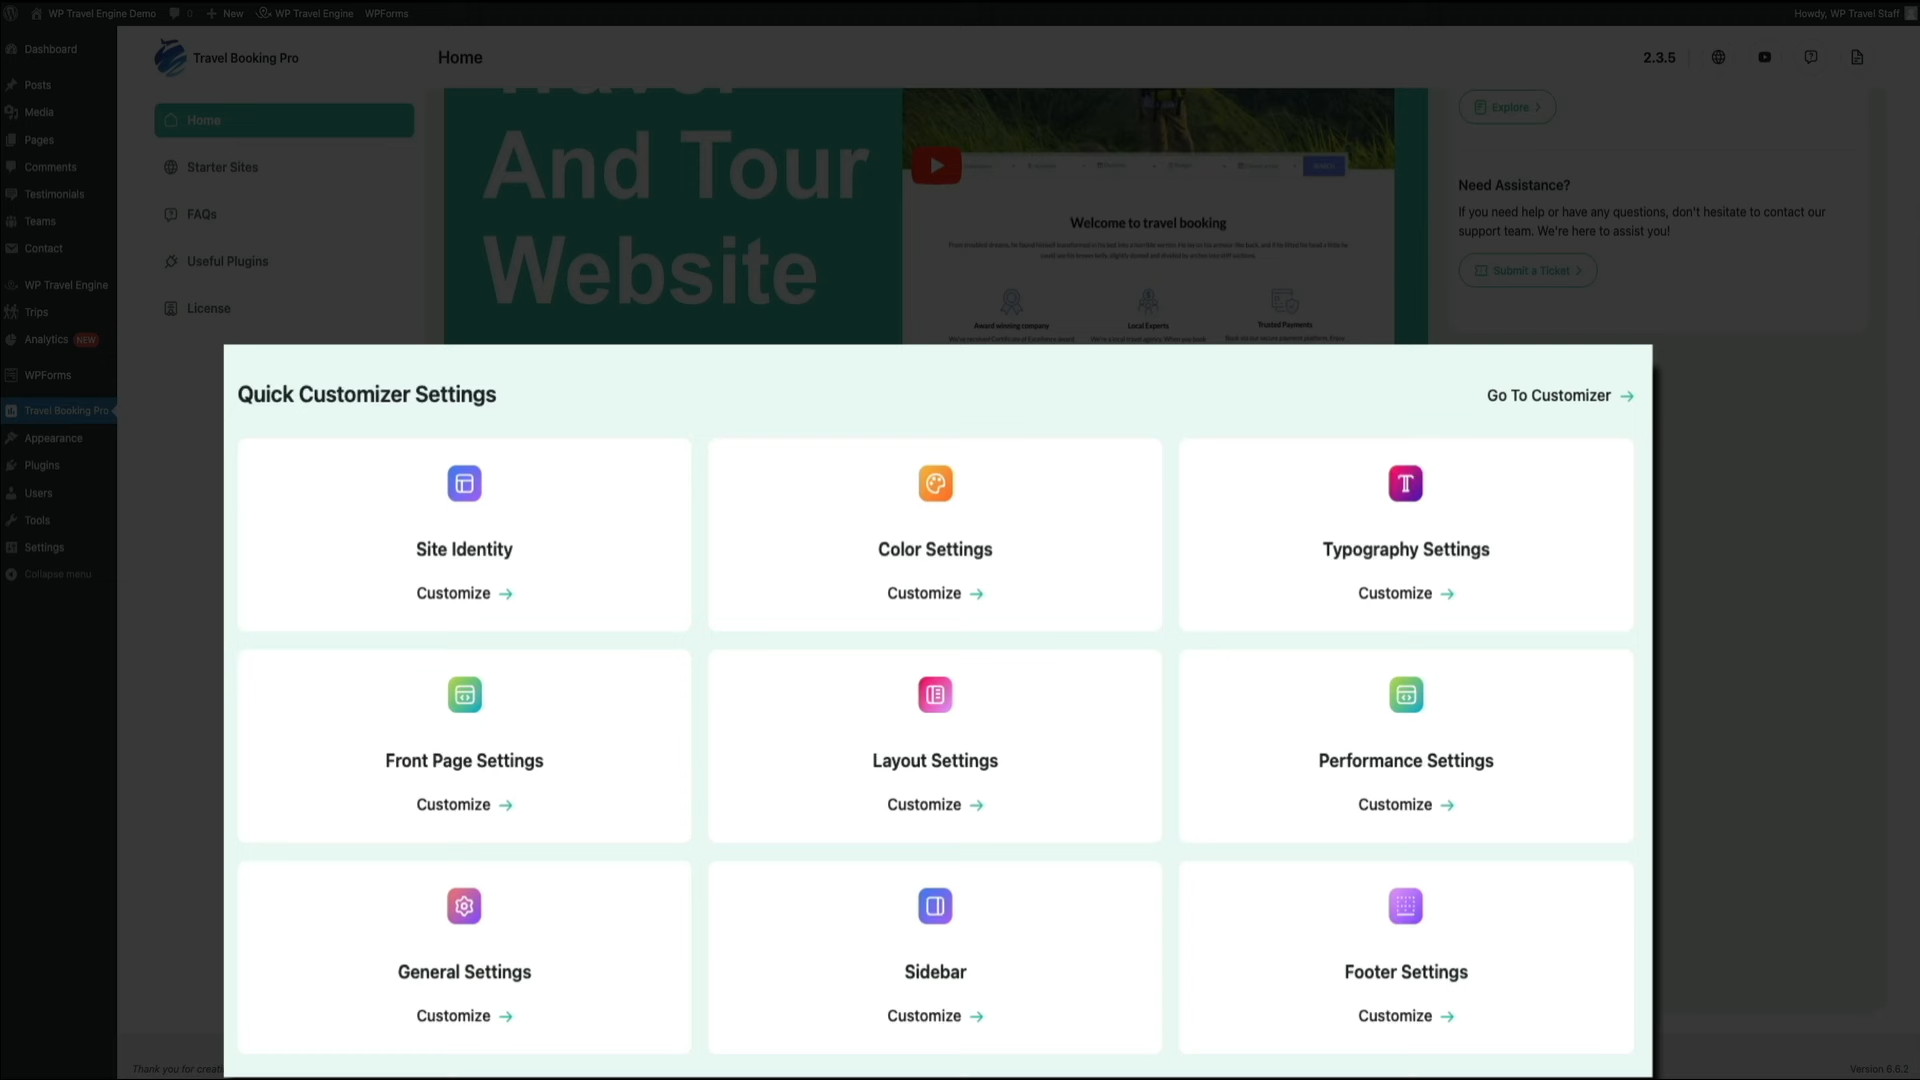 WP Travel Engine Demo
0
New
WP Travel Engine
WPForms
Howdy, WP Travel Staff
Dashboard
Posts
Media
Pages
Comments
Testimonials
Teams
Contact
WP Travel Engine
Trips
Analytics NEW
WPForms
Travel Booking Pro
Appearance
Plugins
Users
Tools
Settings
Collapse menu
Travel Booking Pro
Home
2.3.5
Home
Starter Sites
FAQs
Useful Plugins
License
Travel
And Tour
Website
SEARCH
Welcome to travel booking
Award winning company
Local Experts
Trusted Payments
Explore
Need Assistance?
If you need help or have any questions, don't hesitate to contact our
support team. We're here to assist you!
Submit a Ticket
Quick Customizer Settings
Go To Customizer
Site Identity
Customize
Color Settings
Customize
Typography Settings
Customize
Front Page Settings
Customize
Layout Settings
Customize
Performance Settings
Customize
General Settings
Customize
Sidebar
Customize
Footer Settings
Customize
Thank you for creati
Version 6.6.2